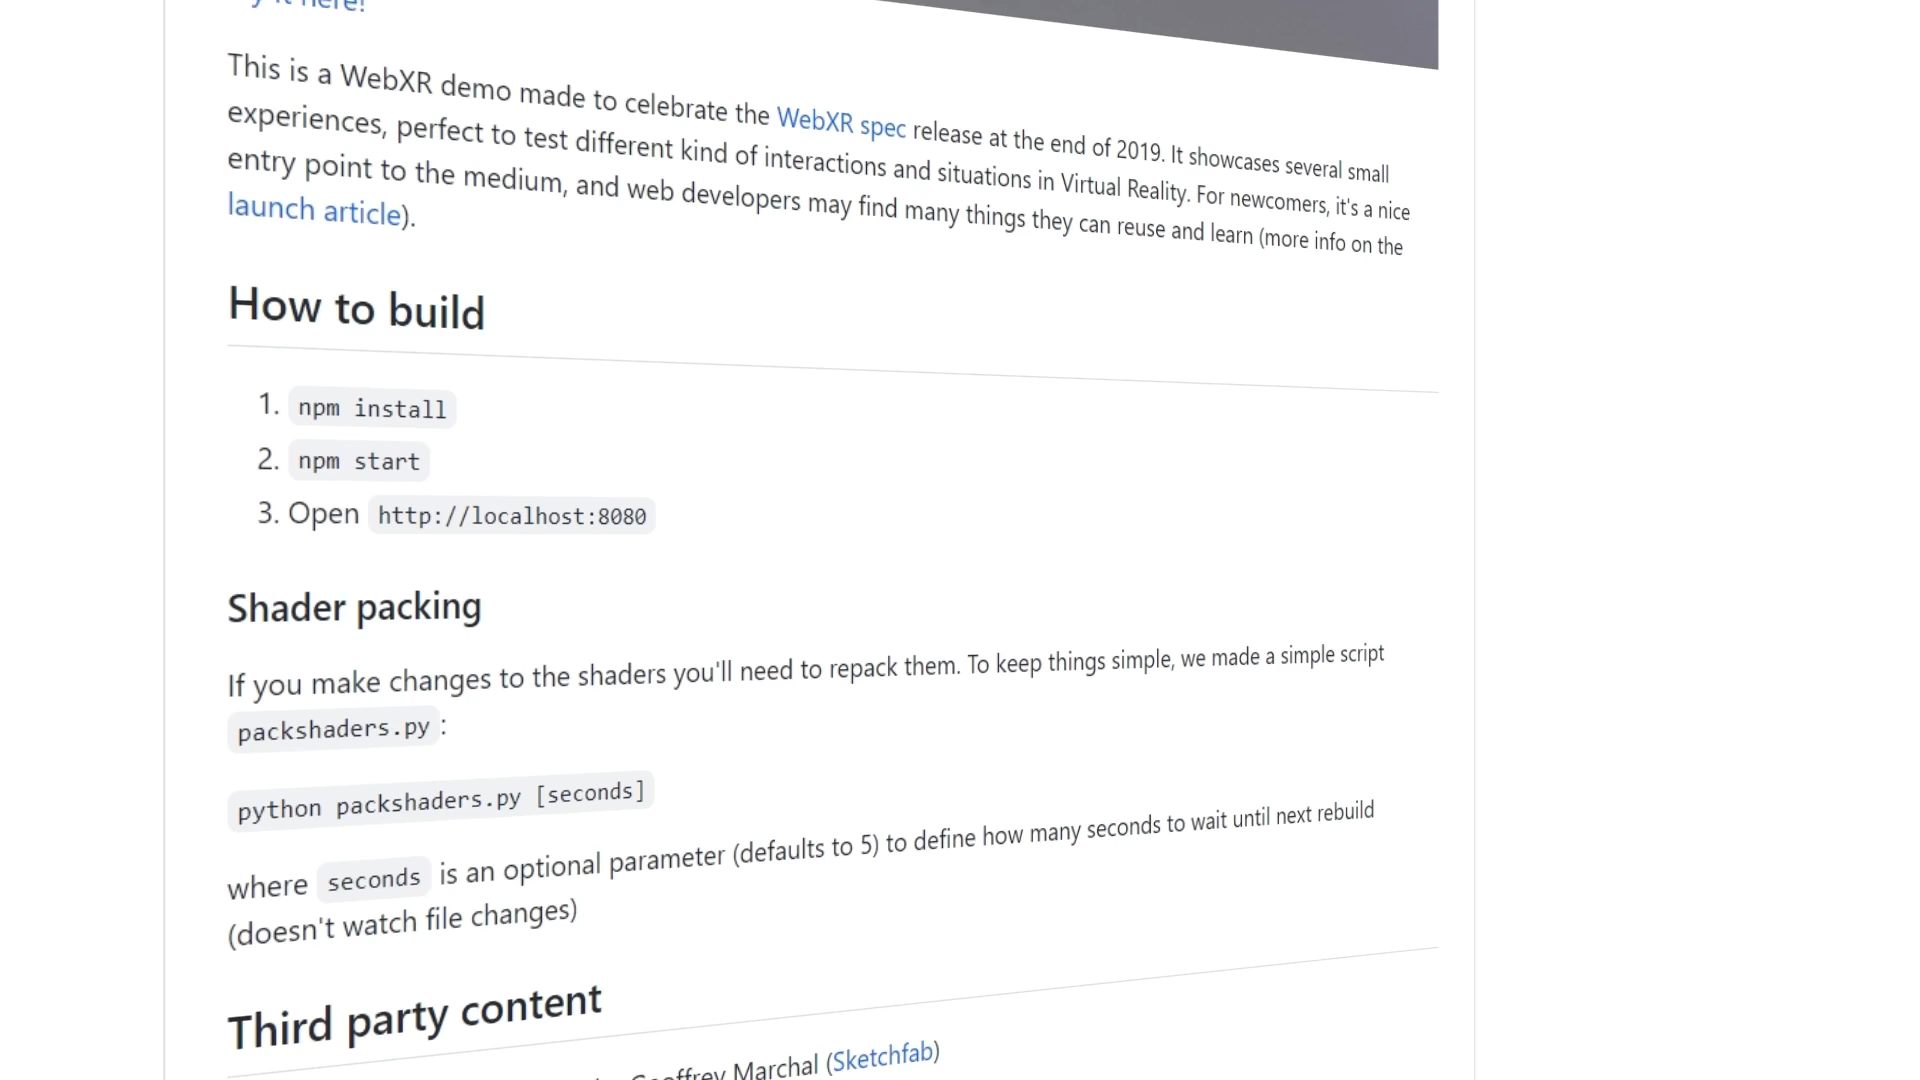 it here!
This is a WebXR demo made to celebrate the WebXR spec release at the end of 2019. It showcases several small
experiences, perfect to test different kind of interactions and situations in Virtual Reality. For newcomers, it's a nice
entry point to the medium, and web developers may find many things they can reuse and learn (more info on the
launch article).
How to build
1. npm install
2. npm start
3. Open http://localhost:8080
Shader packing
If you make changes to the shaders you'll need to repack them. To keep things simple, we made a simple script
packshaders.py:
python packshaders.py [seconds]
where seconds is an optional parameter (defaults to 5) to define how many seconds to wait until next rebuild
(doesn't watch file changes)
Third party content
Geoffrey Marchal (Sketchfab)